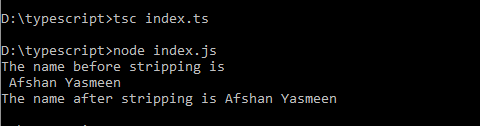 D:\typescript>tsc index.ts
D:\typescript>node index.js
The name before stripping is
 Afshan Yasmeen
The name after stripping is Afshan Yasmeen